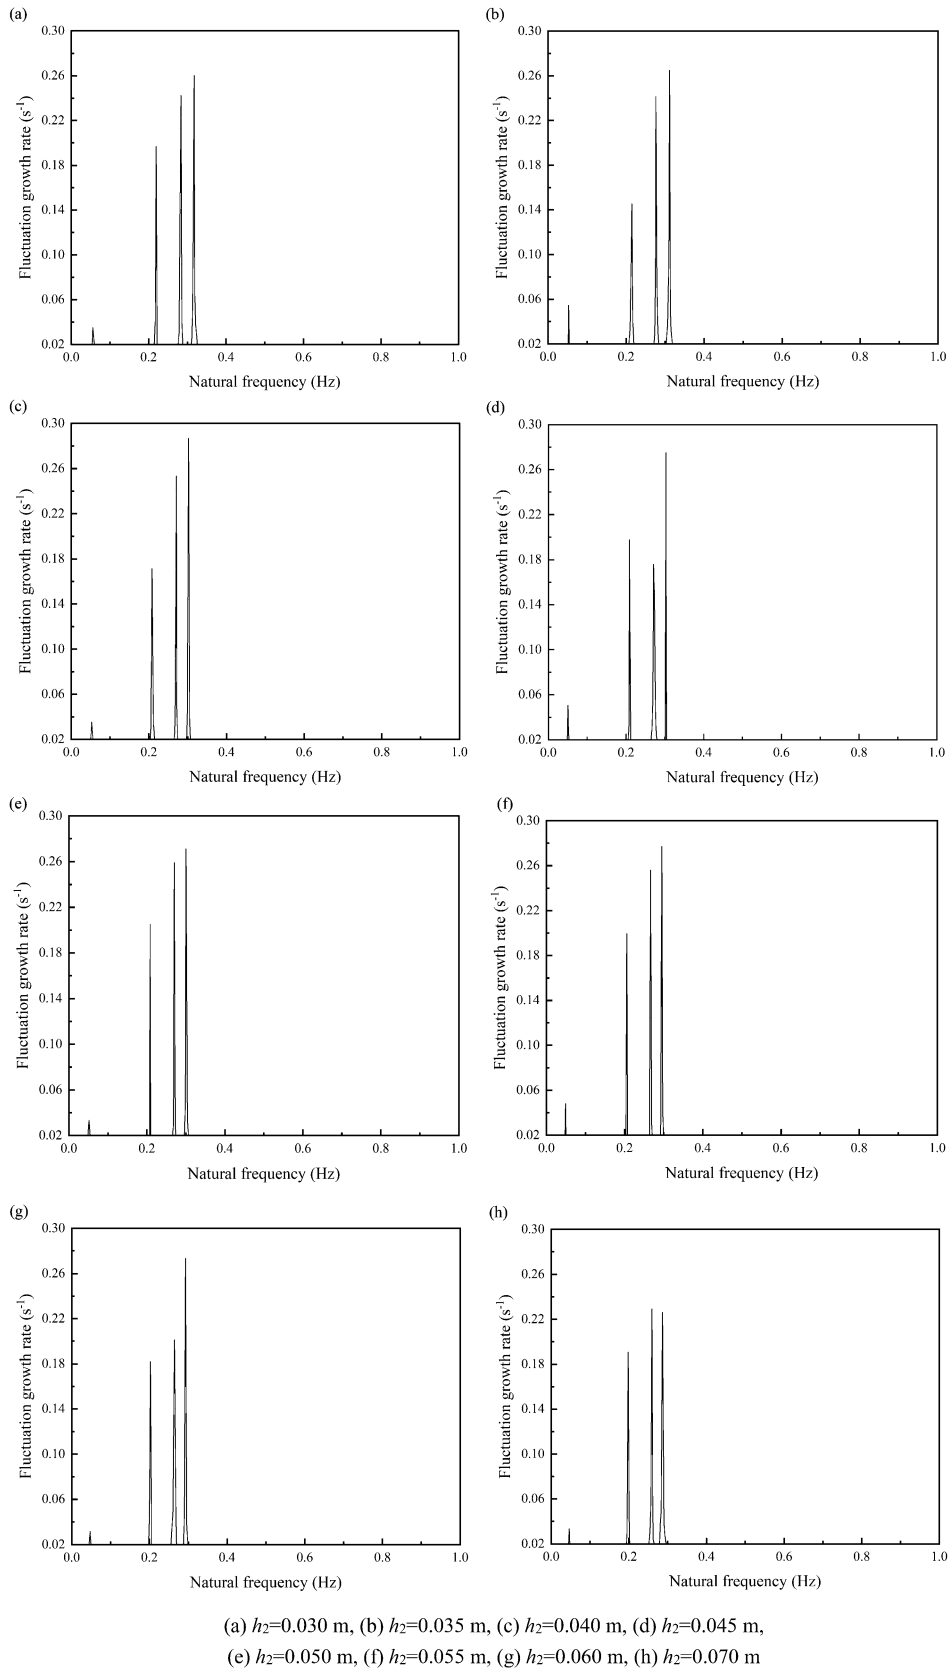 (a)
0.30
0.26
0.22
0.18
0.14
0.10
0.06
0.02
Fluctuation growth rate (s-1)
0.0 0.2 0.4 0.6 0.8 1.0
Natural frequency (Hz)
(b)
0.30
0.26
0.22
0.18
0.14
0.10
0.06
0.02
Fluctuation growth rate (s-1)
0.0 0.2 0.4 0.6 0.8 1.0
Natural frequency (Hz)
(c)
0.30
0.26
0.22
0.18
0.14
0.10
0.06
0.02
Fluctuation growth rate (s-1)
0.0 0.2 0.4 0.6 0.8 1.0
Natural frequency (Hz)
(d)
0.30
0.26
0.22
0.18
0.14
0.10
0.06
0.02
Fluctuation growth rate (s-1)
0.0 0.2 0.4 0.6 0.8 1.0
Natural frequency (Hz)
(e)
0.30
0.26
0.22
0.18
0.14
0.10
0.06
0.02
Fluctuation growth rate (s-1)
0.0 0.2 0.4 0.6 0.8 1.0
Natural frequency (Hz)
(f)
0.30
0.26
0.22
0.18
0.14
0.10
0.06
0.02
Fluctuation growth rate (s-1)
0.0 0.2 0.4 0.6 0.8 1.0
Natural frequency (Hz)
(g)
0.30
0.26
0.22
0.18
0.14
0.10
0.06
0.02
Fluctuation growth rate (s-1)
0.0 0.2 0.4 0.6 0.8 1.0
Natural frequency (Hz)
(h)
0.30
0.26
0.22
0.18
0.14
0.10
0.06
0.02
Fluctuation growth rate (s-1)
0.0 0.2 0.4 0.6 0.8 1.0
Natural frequency (Hz)
(a) h2=0.030 m, (b) h2=0.035 m, (c) h2=0.040 m, (d) h2=0.045 m,
(e) h2=0.050 m, (f) h2=0.055 m, (g) h2=0.060 m, (h) h2=0.070 m